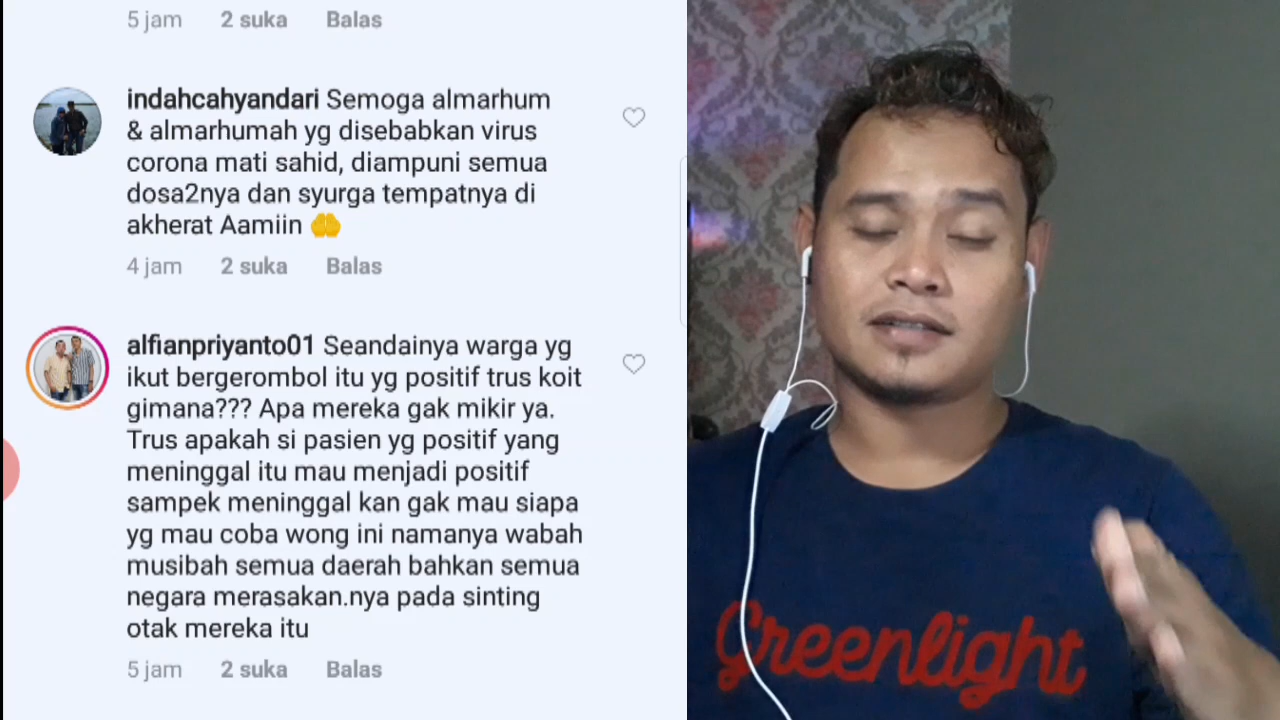 5 jam 2 suka Balas
indahcahyandari Semoga almarhum
& almarhumah yg disebabkan virus
corona mati sahid, diampuni semua
dosa2nya dan syurga tempatnya di
akherat Aamiin 🤲
4 jam 2 suka Balas
alfianpriyanto01 Seandainya warga yg
ikut bergerombol itu yg positif trus koit
gimana??? Apa mereka gak mikir ya.
Trus apakah si pasien yg positif yang
meninggal itu mau menjadi positif
sampek meninggal kan gak mau siapa
yg mau coba wong ini namanya wabah
musibah semua daerah bahkan semua
negara merasakan.nya pada sinting
otak mereka itu
5 jam 2 suka Balas
Greenlight